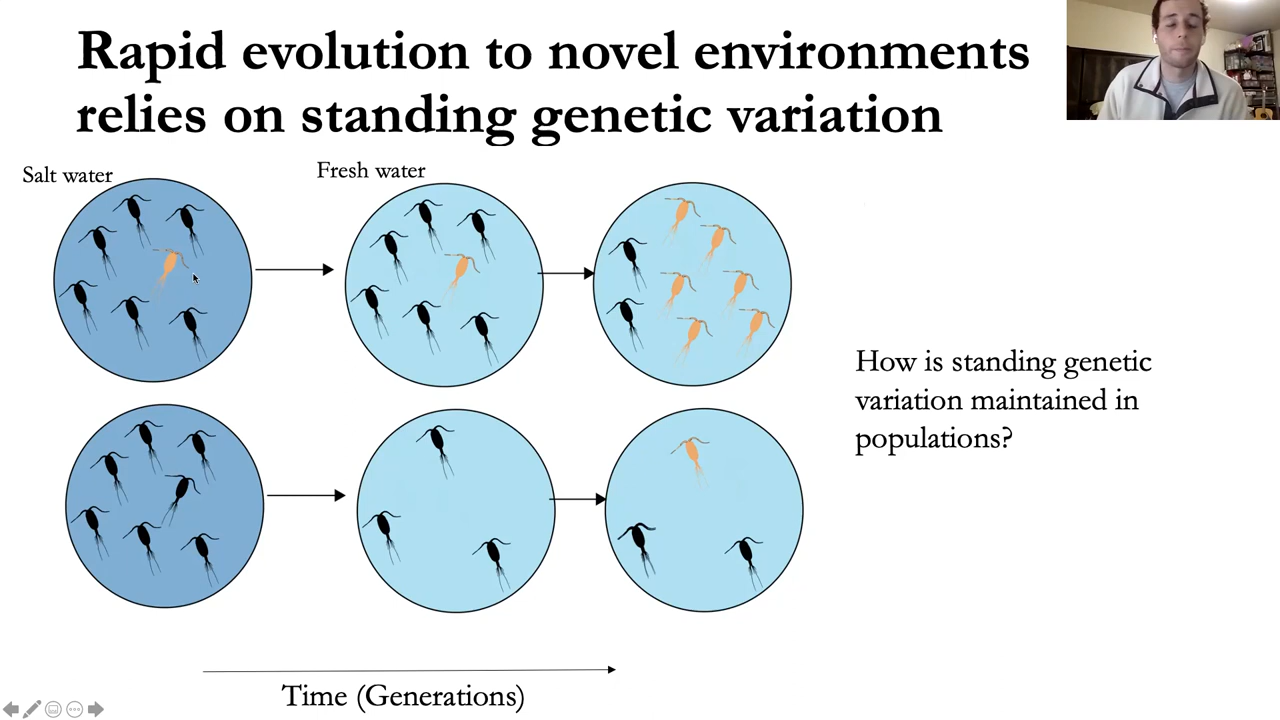 Rapid evolution to novel environments
relies on standing genetic variation
Salt water
Fresh water
How is standing genetic
variation maintained in
populations?
Time (Generations)